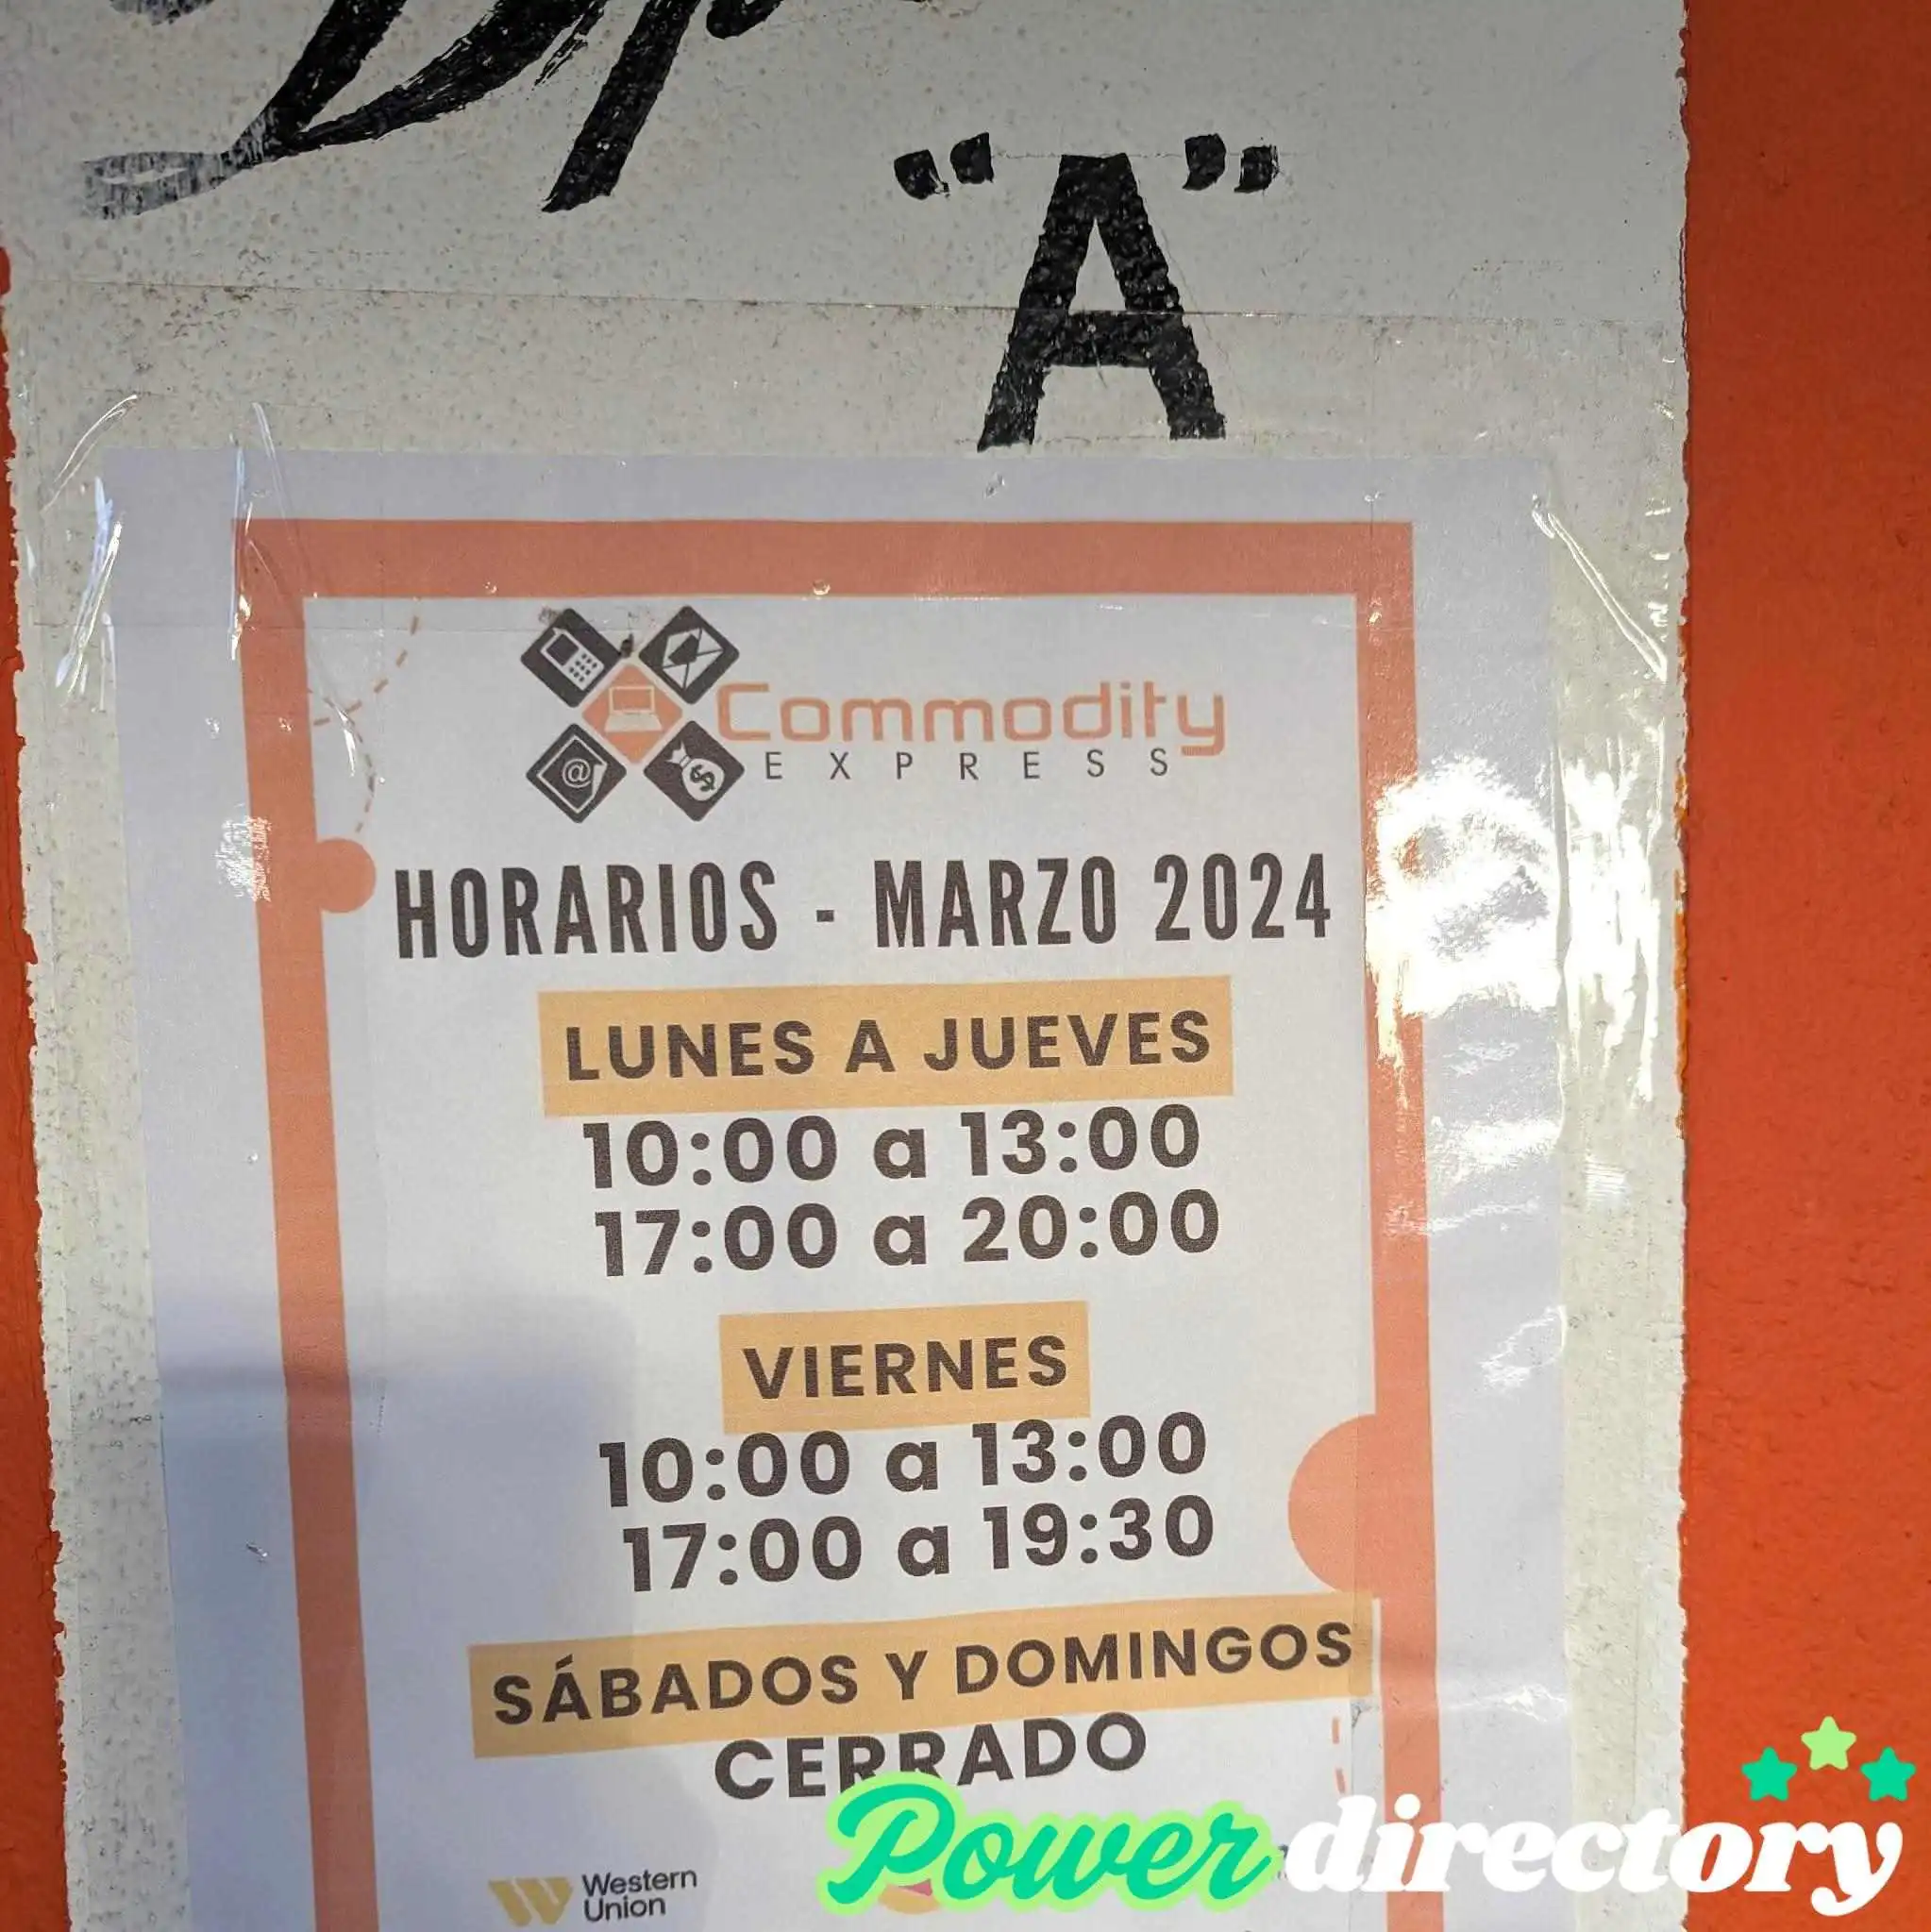 "A"
Commodity
EXPRESS
@
$
HORARIOS - MARZO 2024
LUNES A JUEVES
10:00 a 13:00
17:00 a 20:00
VIERNES
10:00 a 13:00
17:00 a 19:30
SÁBADOS Y DOMINGOS
CERRADO
Western
Union
Power directory